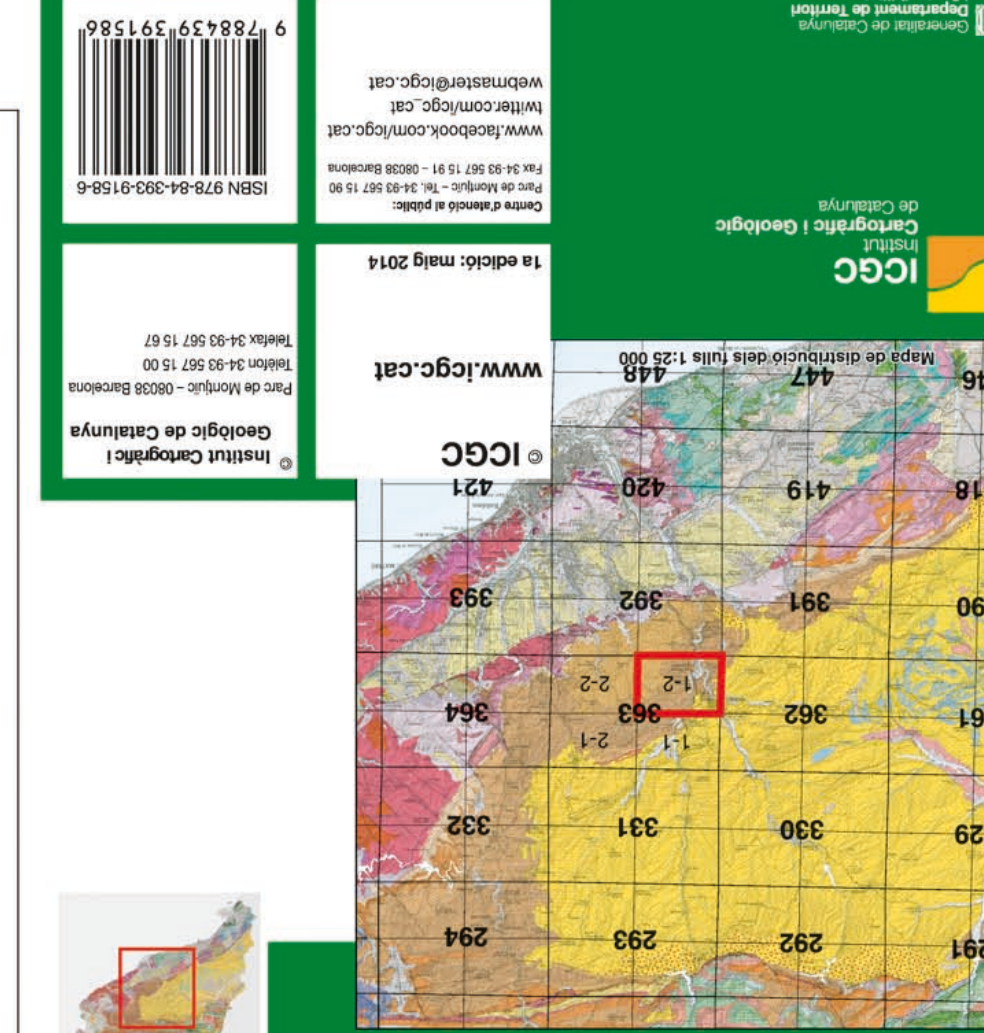 291 292 293 294
29 330 331 332
1-1 2-1
61 362 363 364
1-2 2-2
90 391 392 393
18 419 420 421
46 447 448
Mapa de distribució dels fulls 1:25 000
ICGC
Institut
Cartogràfic i Geològic
de Catalunya
Generalitat de Catalunya
Departament de Territori
© ICGC
www.icgc.cat
1a edició: maig 2014
© Institut Cartogràfic i
Geològic de Catalunya
Parc de Montjuïc – 08038 Barcelona
Telèfon 34-93 567 15 00
Telefax 34-93 567 15 67
Centre d'atenció al públic:
Parc de Montjuïc – Tel. 34-93 567 15 90
Fax 34-93 567 15 91 – 08038 Barcelona
www.facebook.com/icgc.cat
twitter.com/icgc_cat
webmaster@icgc.cat
ISBN 978-84-393-9158-6
9 788439 391586